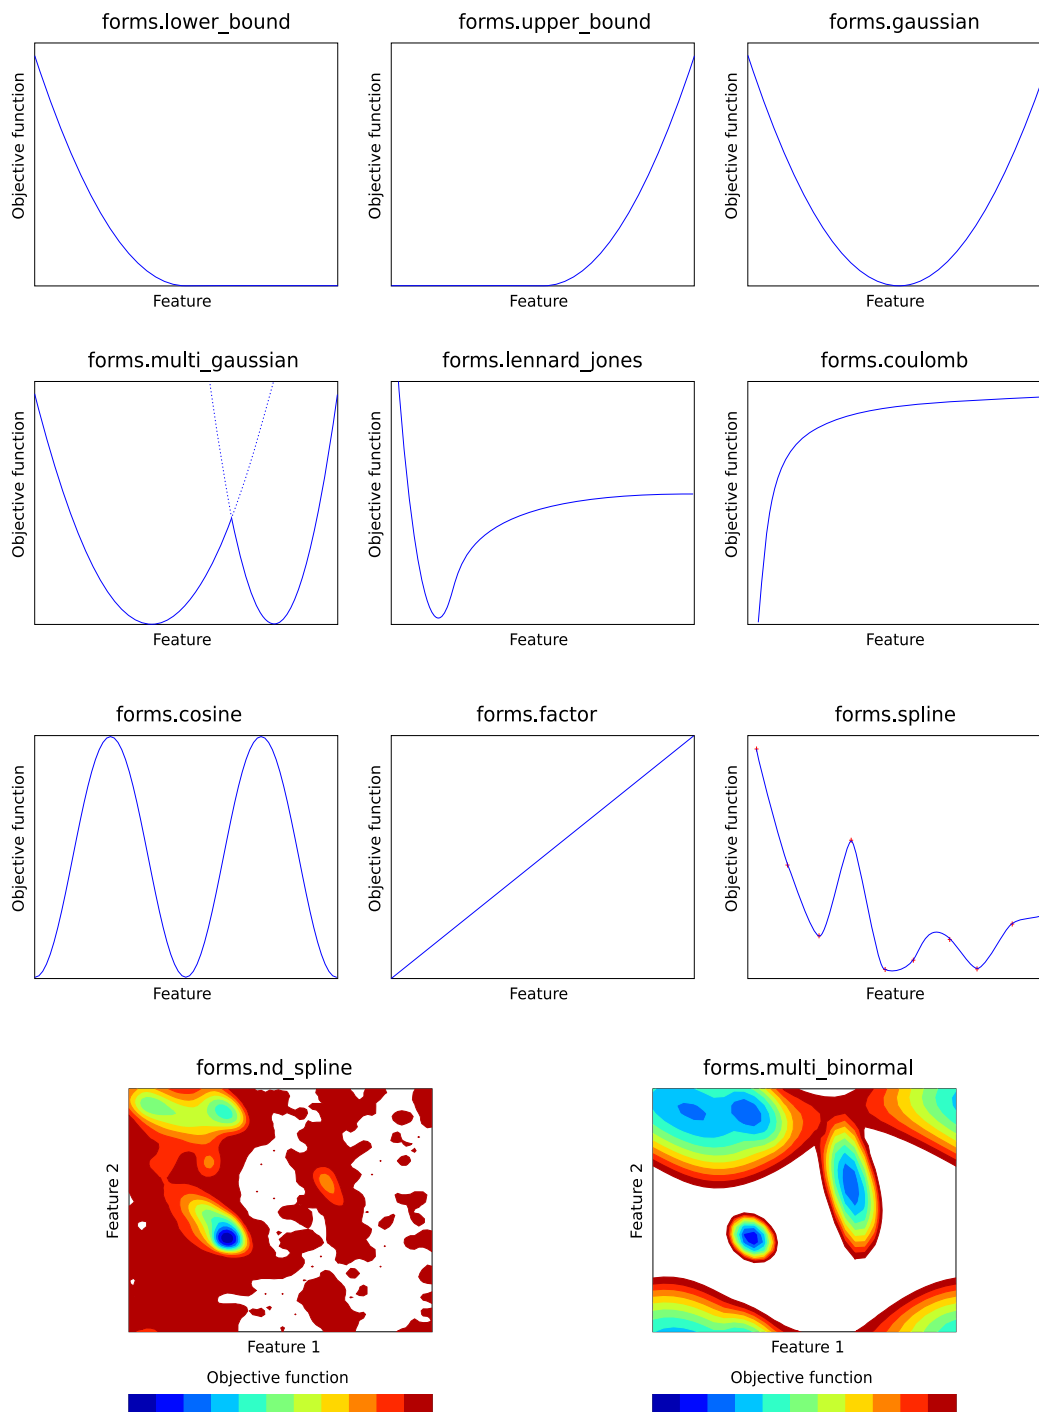 forms.lower_bound
forms.upper_bound
forms.gaussian
Objective function
Objective function
Objective function
Feature
Feature
Feature
forms.multi_gaussian
forms.lennard_jones
forms.coulomb
Objective function
Objective function
Objective function
Feature
Feature
Feature
forms.cosine
forms.factor
forms.spline
Objective function
Objective function
Objective function
Feature
Feature
Feature
forms.nd_spline
forms.multi_binormal
Feature 2
Feature 2
Feature 1
Feature 1
Objective function
Objective function